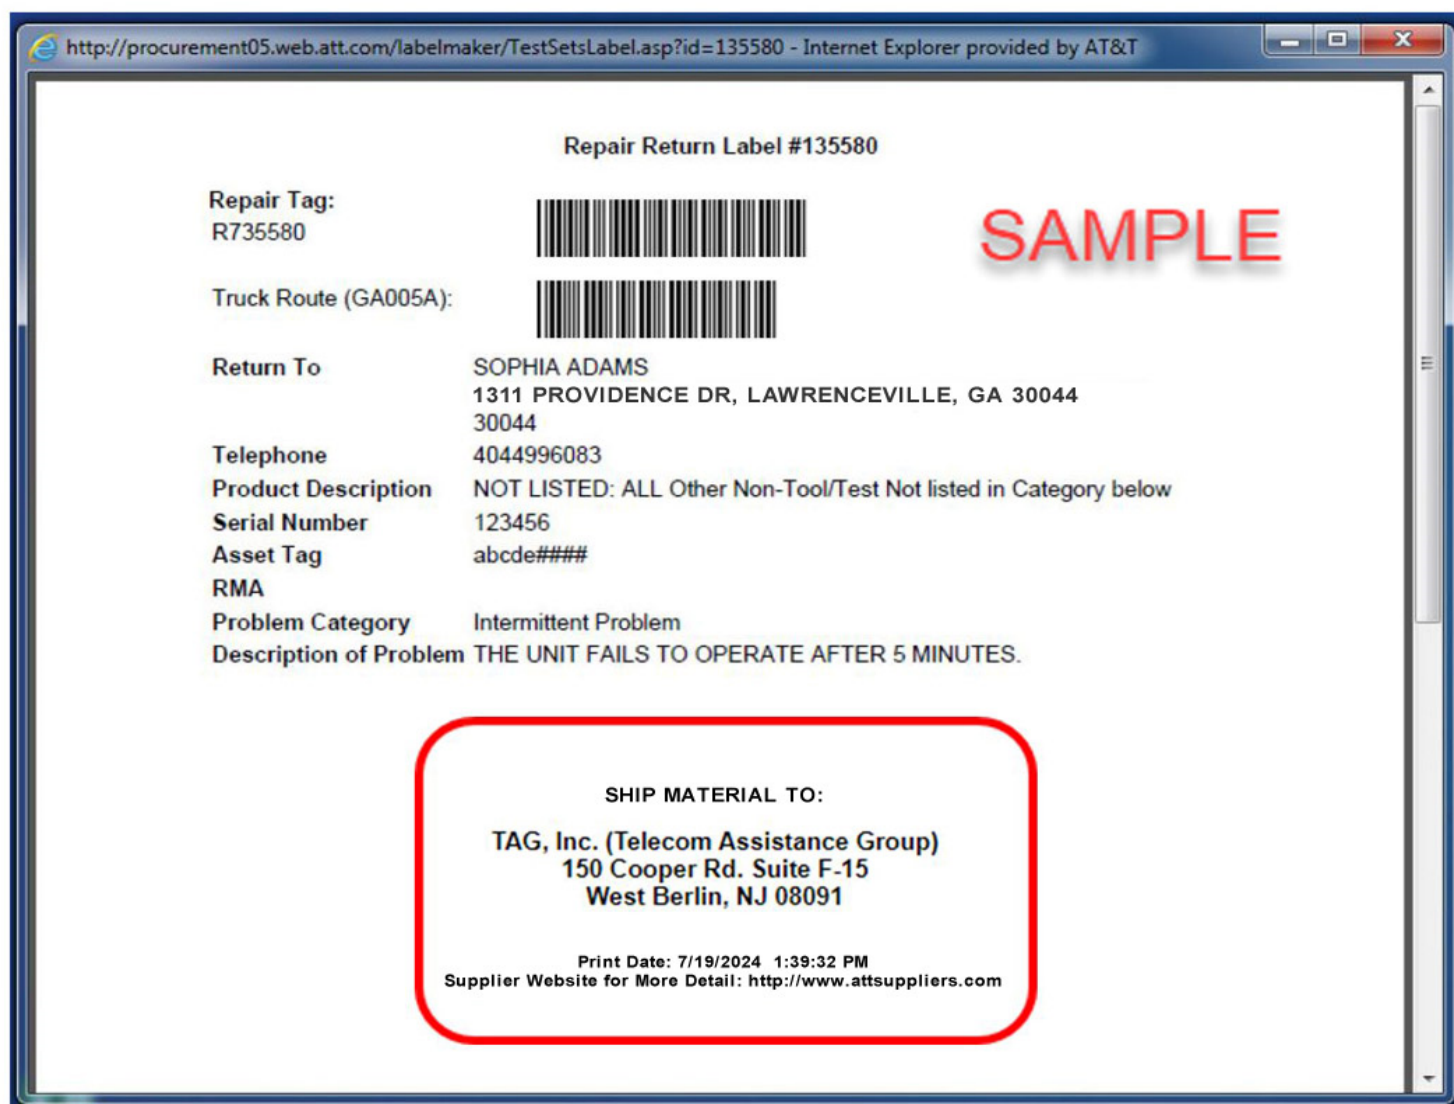 http://procurement05.web.att.com/labelmaker/TestSetsLabel.asp?id=135580 - Internet Explorer provided by AT&T
Repair Return Label #135580
Repair Tag:
R735580
SAMPLE
Truck Route (GA005A):
Return To SOPHIA ADAMS
1311 PROVIDENCE DR, LAWRENCEVILLE, GA 30044
30044
Telephone 4044996083
Product Description NOT LISTED: ALL Other Non-Tool/Test Not listed in Category below
Serial Number 123456
Asset Tag abcde####
RMA
Problem Category Intermittent Problem
Description of Problem THE UNIT FAILS TO OPERATE AFTER 5 MINUTES.
SHIP MATERIAL TO:
TAG, Inc. (Telecom Assistance Group)
150 Cooper Rd. Suite F-15
West Berlin, NJ 08091
Print Date: 7/19/2024 1:39:32 PM
Supplier Website for More Detail: http://www.attsuppliers.com